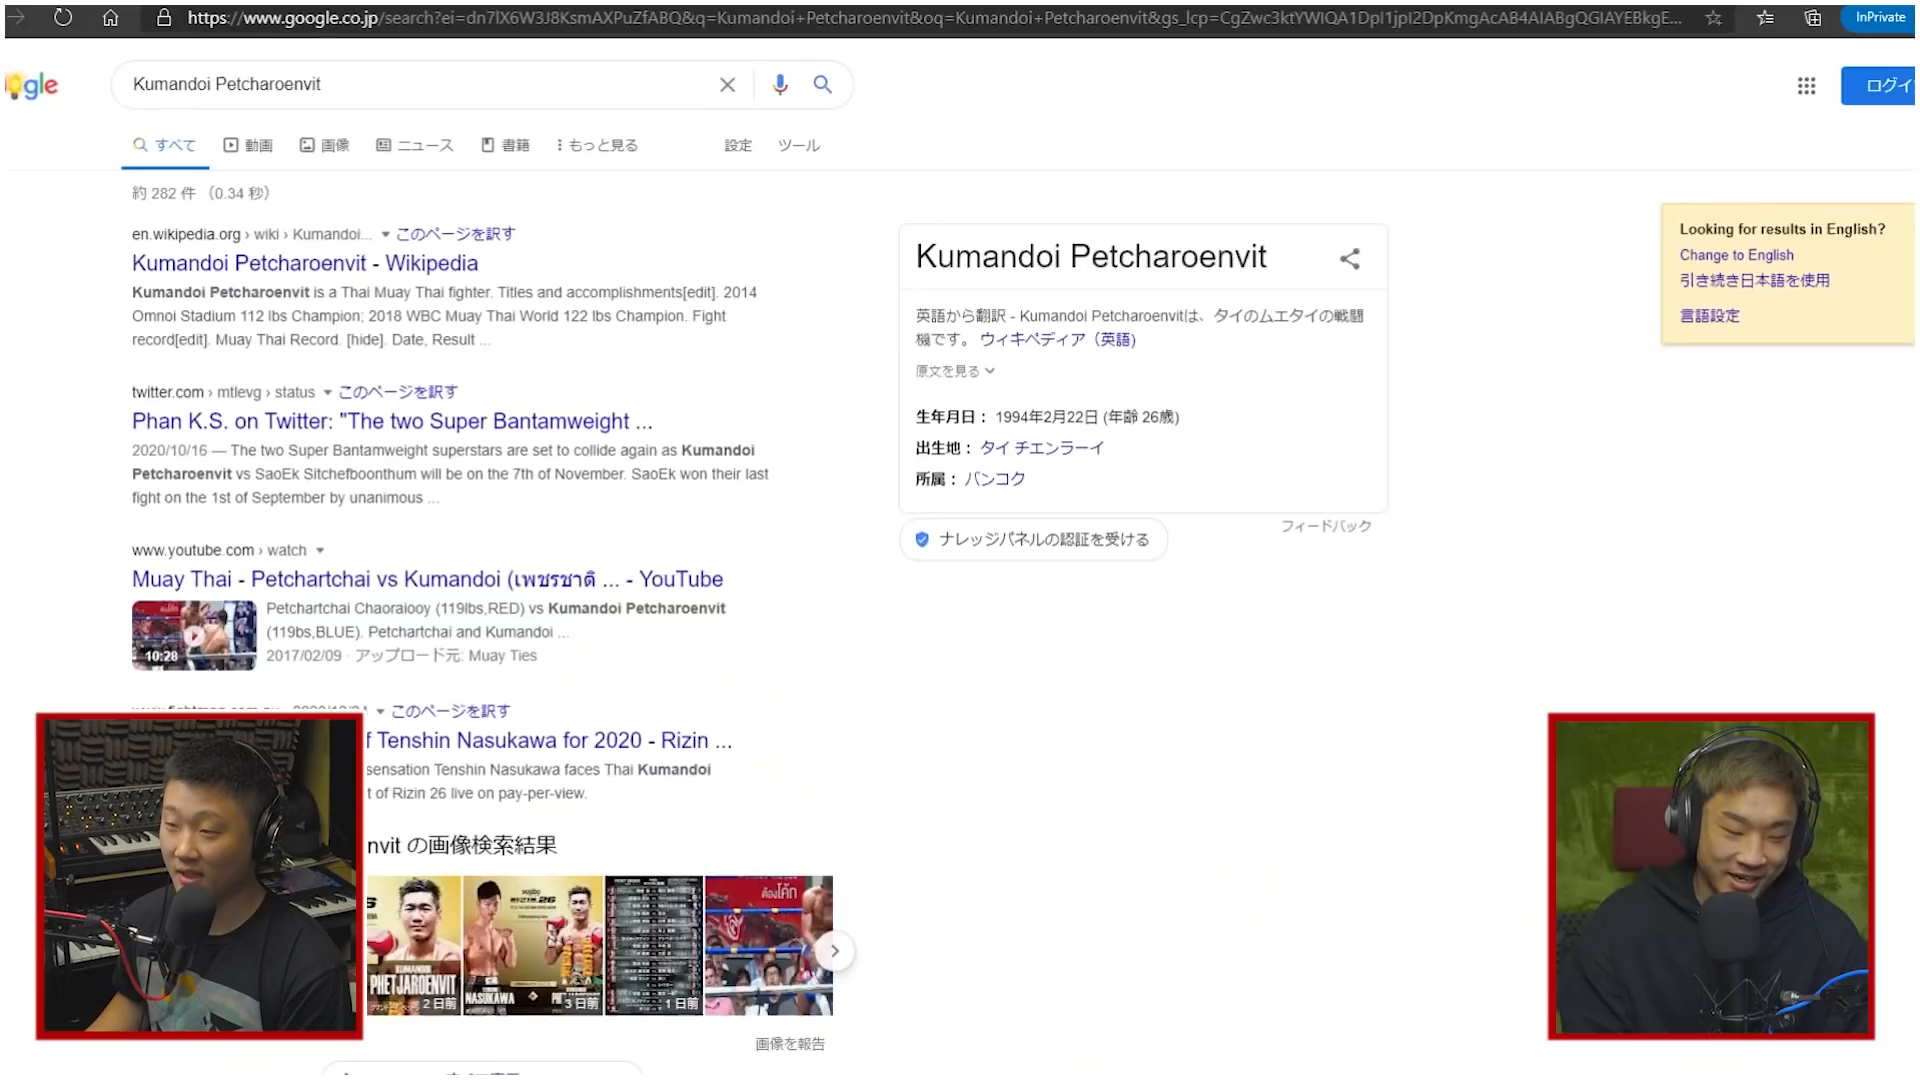 https://www.google.co.jp/search?ei=dn7lX6W3J8KsmAXPuZfABQ&q=Kumandoi+Petcharoenvit&oq=Kumandoi+Petcharoenvit&gs_lcp=CgZwc3ktYWIQA1DpI1jpI2DpKmgAcAB4AIABgQGIAYEBkgE...
InPrivate
gle
Kumandoi Petcharoenvit
ログイ
すべて 動画 画像 ニュース 書籍 もっと見る 設定 ツール
約 282 件 （0.34 秒）
en.wikipedia.org › wiki › Kumandoi... このページを訳す
Kumandoi Petcharoenvit - Wikipedia
Kumandoi Petcharoenvit is a Thai Muay Thai fighter. Titles and accomplishments[edit]. 2014
Omnoi Stadium 112 lbs Champion; 2018 WBC Muay Thai World 122 lbs Champion. Fight
record[edit]. Muay Thai Record. [hide]. Date, Result ...
twitter.com › mtlevg › status このページを訳す
Phan K.S. on Twitter: "The two Super Bantamweight ...
2020/10/16 — The two Super Bantamweight superstars are set to collide again as Kumandoi
Petcharoenvit vs SaoEk Sitchefboonthum will be on the 7th of November. SaoEk won their last
fight on the 1st of September by unanimous ...
www.youtube.com › watch
Muay Thai - Petchartchai vs Kumandoi (เพชรชาติ ... - YouTube
Petchartchai Chaoraiooy (119lbs,RED) vs Kumandoi Petcharoenvit
(119bs,BLUE). Petchartchai and Kumandoi ...
10:28
2017/02/09 · アップロード元: Muay Ties
このページを訳す
f Tenshin Nasukawa for 2020 - Rizin ...
sensation Tenshin Nasukawa faces Thai Kumandoi
t of Rizin 26 live on pay-per-view.
nvit の画像検索結果
KUMANDOI
PHETJAROENVIT
2 日前
26
NASUKAWA
3 日前
1 日前
ต้องโค้ก
画像を報告
Kumandoi Petcharoenvit
英語から翻訳 - Kumandoi Petcharoenvitは、タイのムエタイの戦闘
機です。 ウィキペディア（英語）
原文を見る
生年月日： 1994年2月22日 (年齢 26歳)
出生地： タイ チエンラーイ
所属： バンコク
フィードバック
ナレッジパネルの認証を受ける
Looking for results in English?
Change to English
引き続き日本語を使用
言語設定